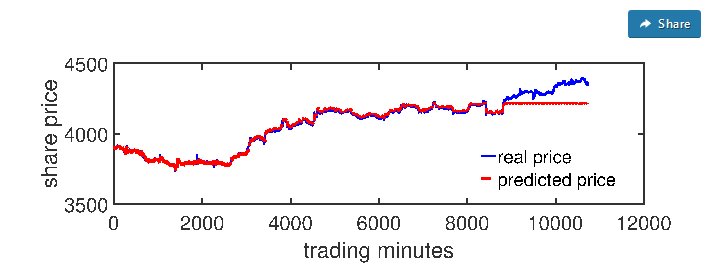 Share
4500
4000
3500
share price
0 2000 4000 6000 8000 10000 12000
trading minutes
real price
predicted price